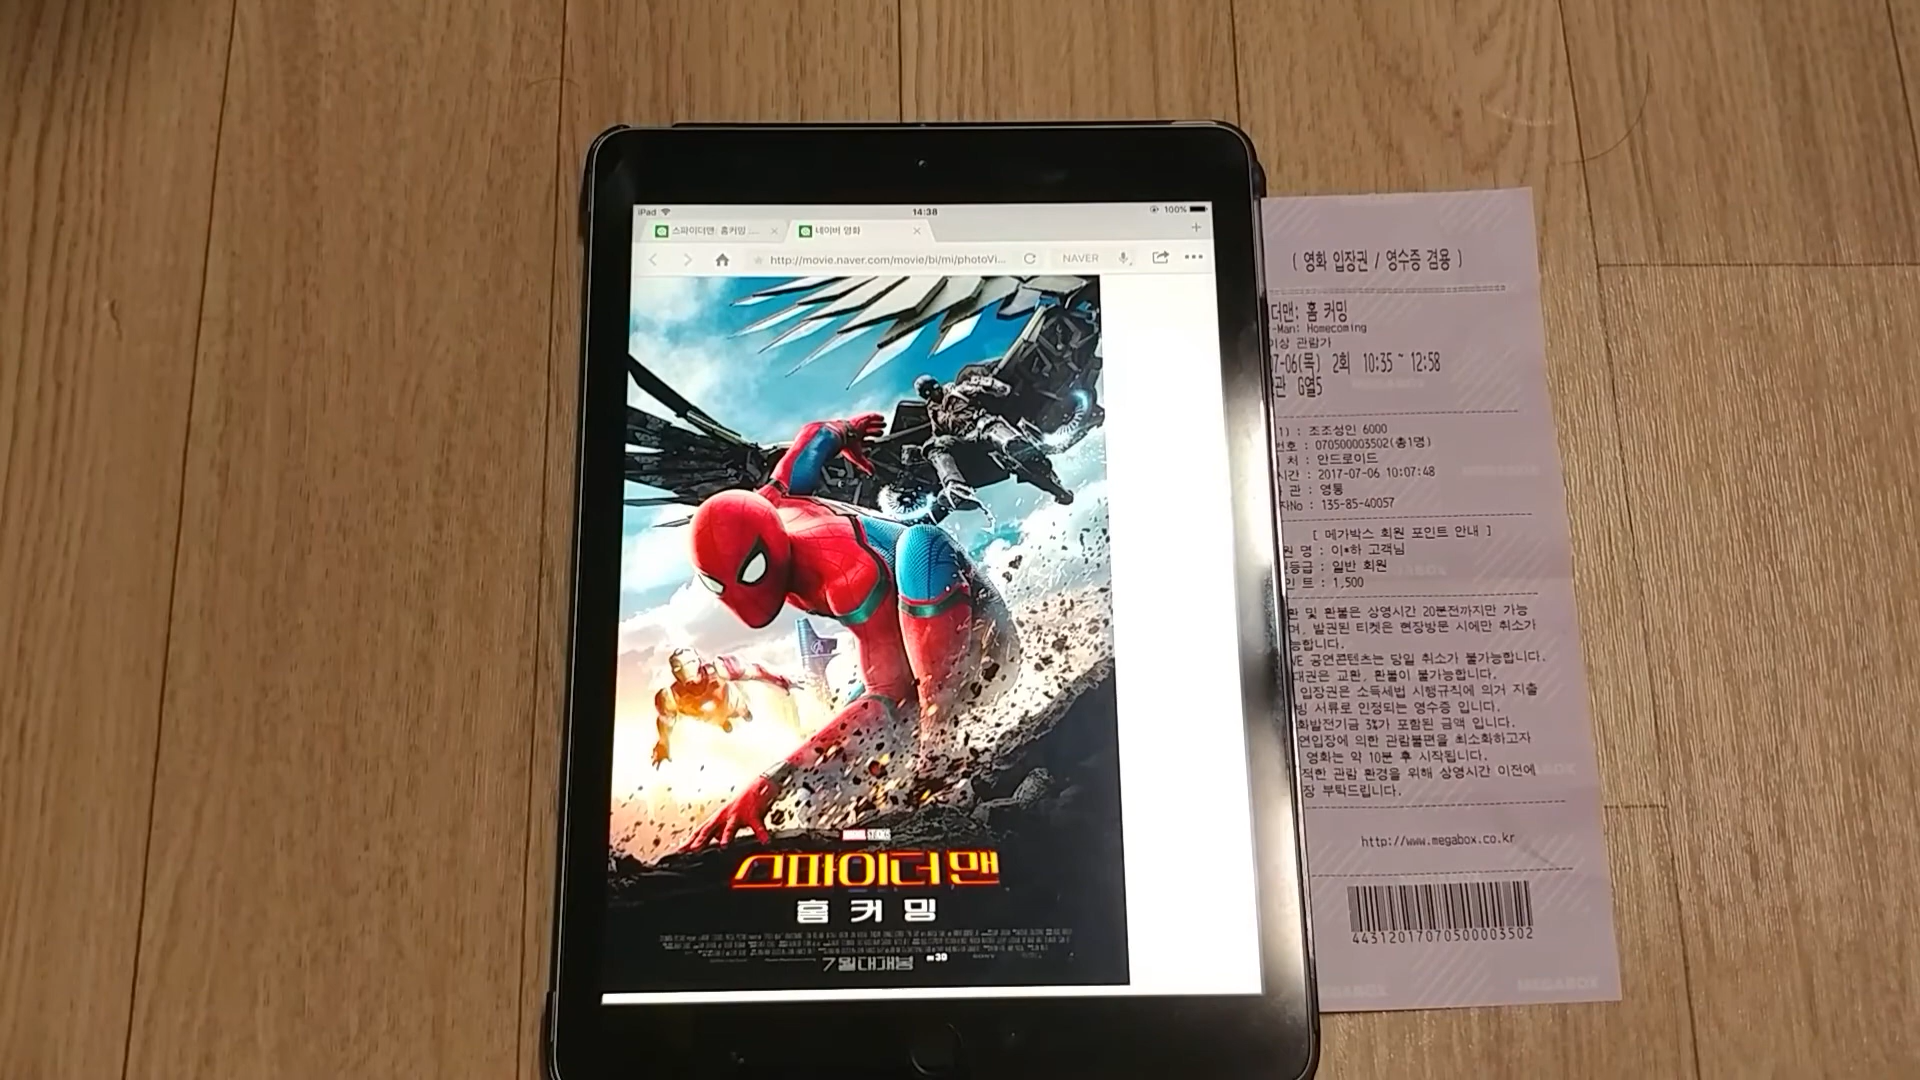 iPad
14:38
100%
스파이더맨: 홈커밍 ...
네이버 영화
http://movie.naver.com/movie/bi/mi/photoVi...
NAVER
MARVEL
스파이더맨
홈커밍
7월 대개봉
3D
SONY
( 영화 입장권 / 영수증 겸용 )
더맨: 홈 커밍
-Man: Homecoming
이상 관람가
07-06(목) 2회 10:35 ~ 12:58
관 G열5
1) : 조조성인 6000
번호 : 070500003502(총1명)
처 : 안드로이드
시간 : 2017-07-06 10:07:48
관 : 영통
자No : 135-85-40057
[ 메가박스 회원 포인트 안내 ]
원 명 : 이*하 고객님
등급 : 일반 회원
인 트 : 1,500
환 및 환불은 상영시간 20분전까지만 가능
며, 발권된 티켓은 현장방문 시에만 취소가
능합니다.
VE 공연콘텐츠는 당일 취소가 불가능합니다.
대권은 교환, 환불이 불가능합니다.
입장권은 소득세법 시행규칙에 의거 지출
빙 서류로 인정되는 영수증 입니다.
화발전기금 3%가 포함된 금액 입니다.
연입장에 의한 관람불편을 최소화하고자
영화는 약 10분 후 시작됩니다.
적한 관람 환경을 위해 상영시간 이전에
장 부탁드립니다.
http://www.megabox.co.kr
44312017070500003502
MEGABOX
MEGABOX